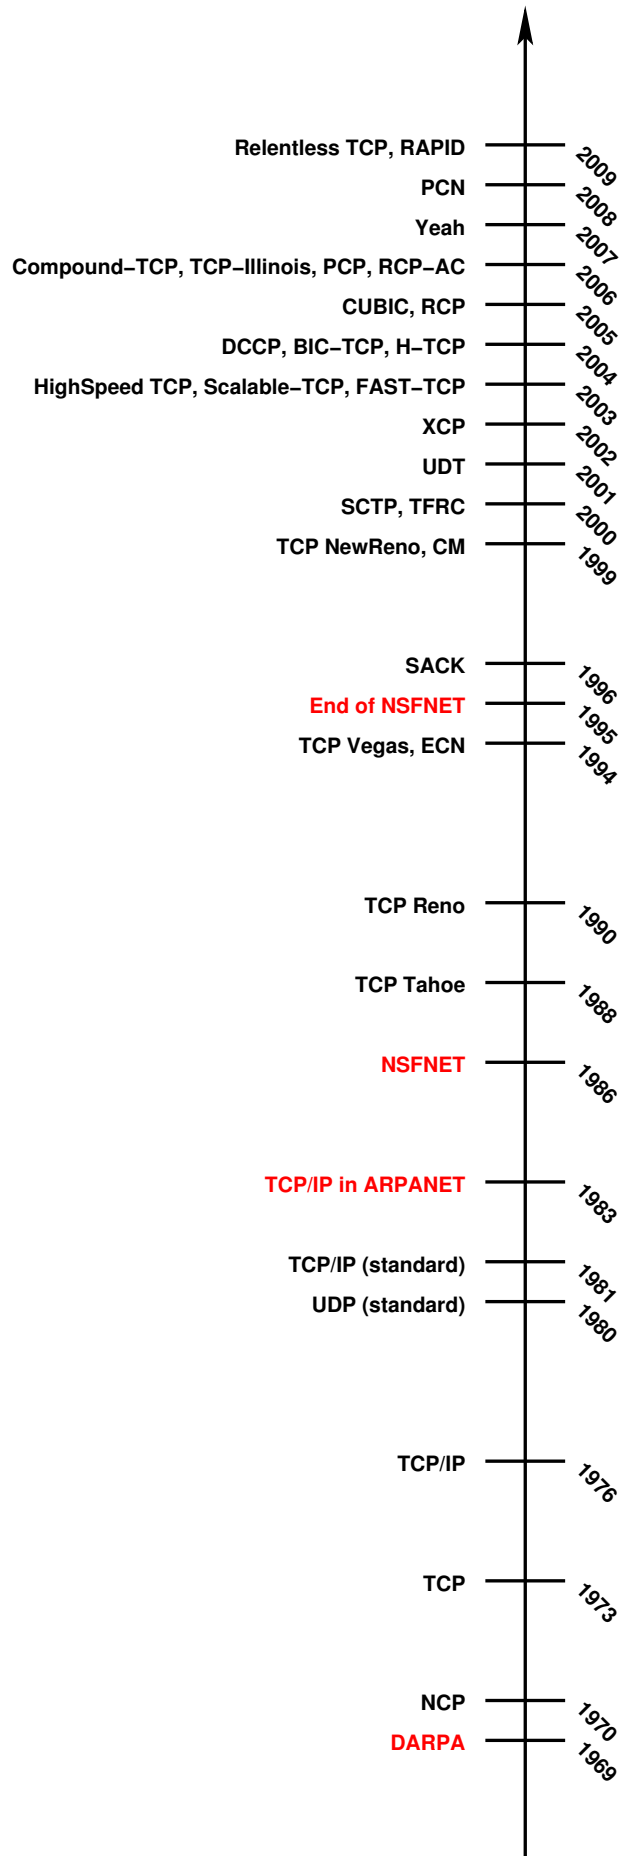 Relentless TCP, RAPID 2009
PCN 2008
Yeah 2007
Compound−TCP, TCP−Illinois, PCP, RCP−AC 2006
CUBIC, RCP 2005
DCCP, BIC−TCP, H−TCP 2004
HighSpeed TCP, Scalable−TCP, FAST−TCP 2003
XCP 2002
UDT 2001
SCTP, TFRC 2000
TCP NewReno, CM 1999
SACK 1996
End of NSFNET 1995
TCP Vegas, ECN 1994
TCP Reno 1990
TCP Tahoe 1988
NSFNET 1986
TCP/IP in ARPANET 1983
TCP/IP (standard) 1981
UDP (standard) 1980
TCP/IP 1976
TCP 1973
NCP 1970
DARPA 1969